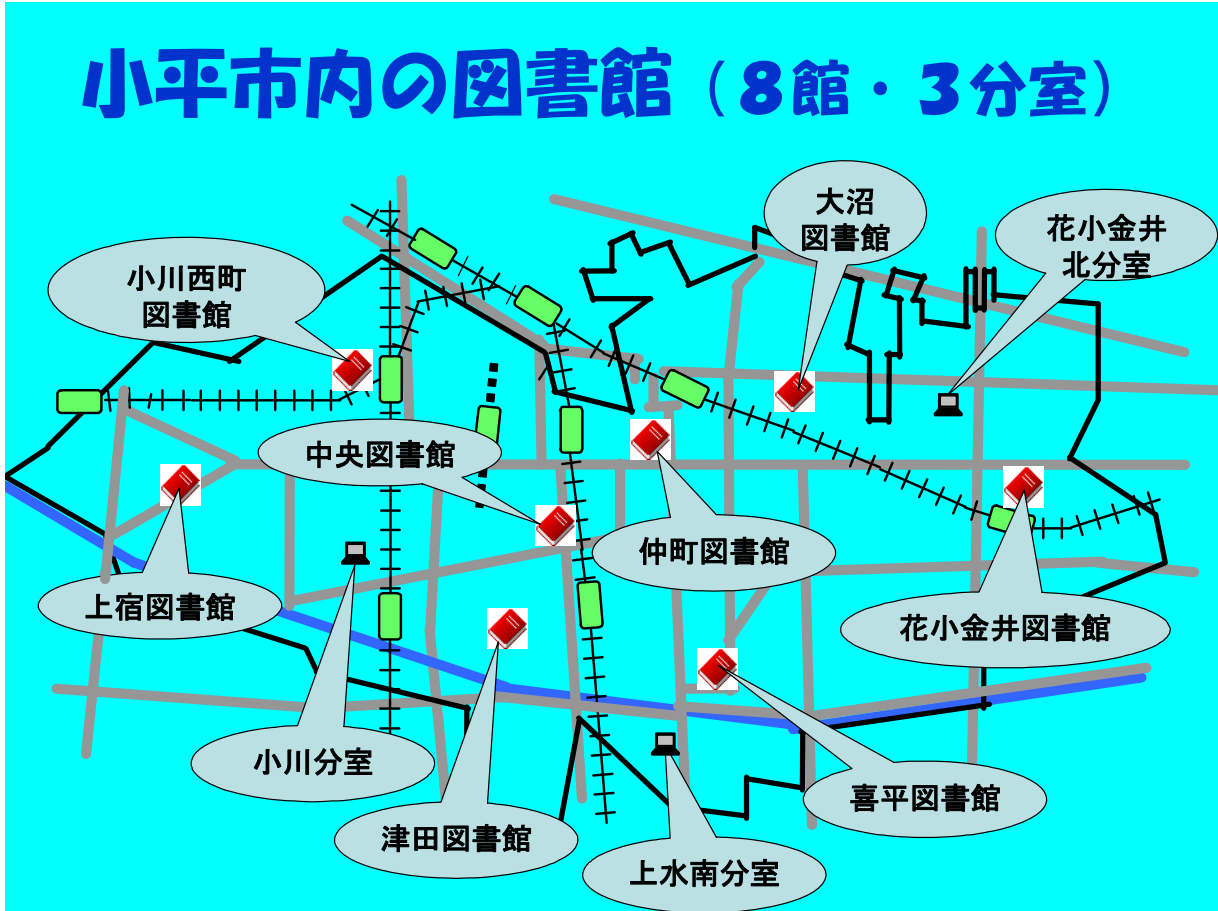 小平市内の図書館（８館・３分室）
大沼
図書館
花小金井
北分室
小川西町
図書館
中央図書館
仲町図書館
上宿図書館
花小金井図書館
小川分室
喜平図書館
津田図書館
上水南分室